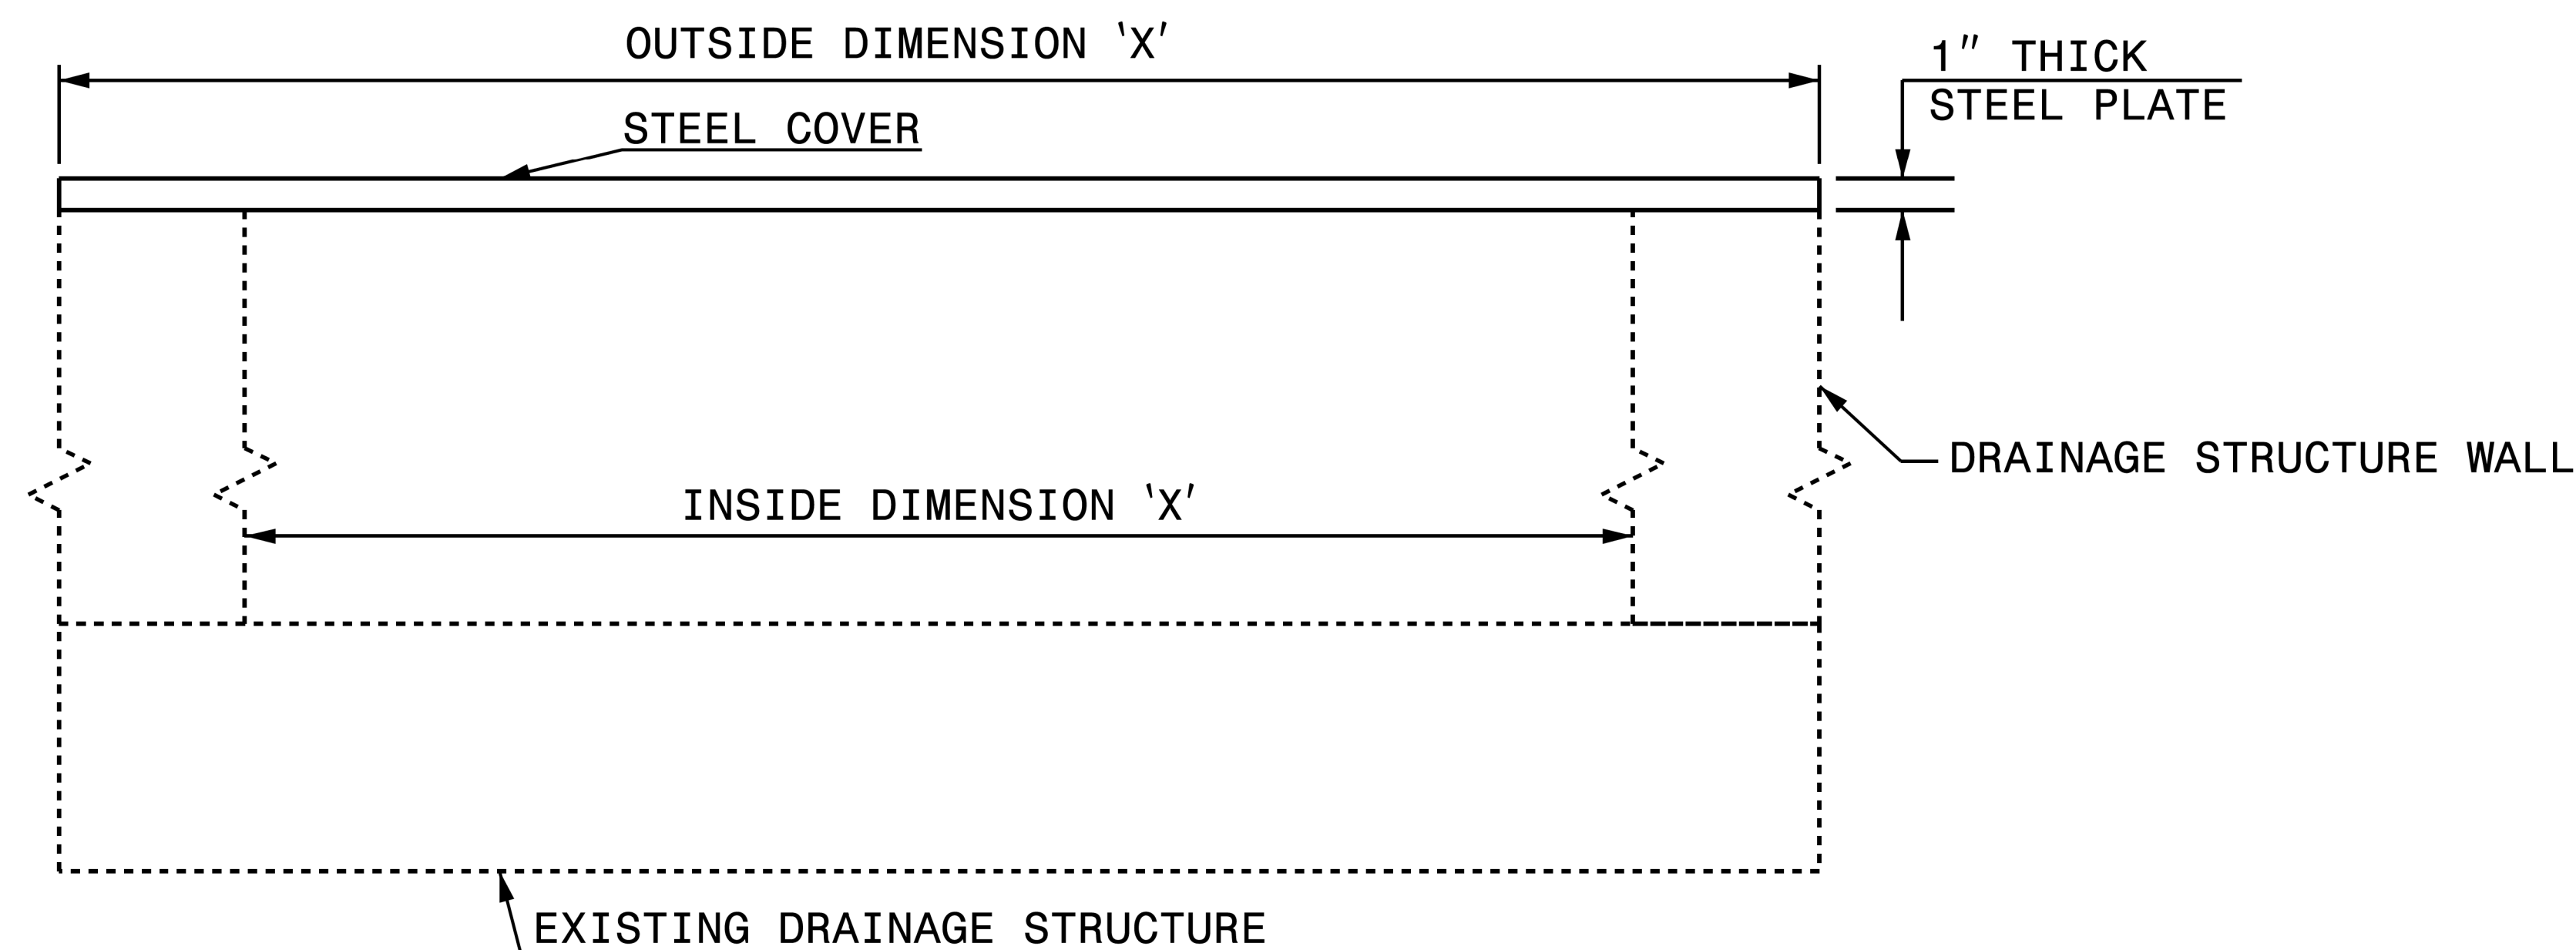 OUTSIDE DIMENSION 'X'
1" THICK
STEEL PLATE
STEEL COVER
DRAINAGE STRUCTURE WALL
INSIDE DIMENSION 'X'
EXISTING DRAINAGE STRUCTURE